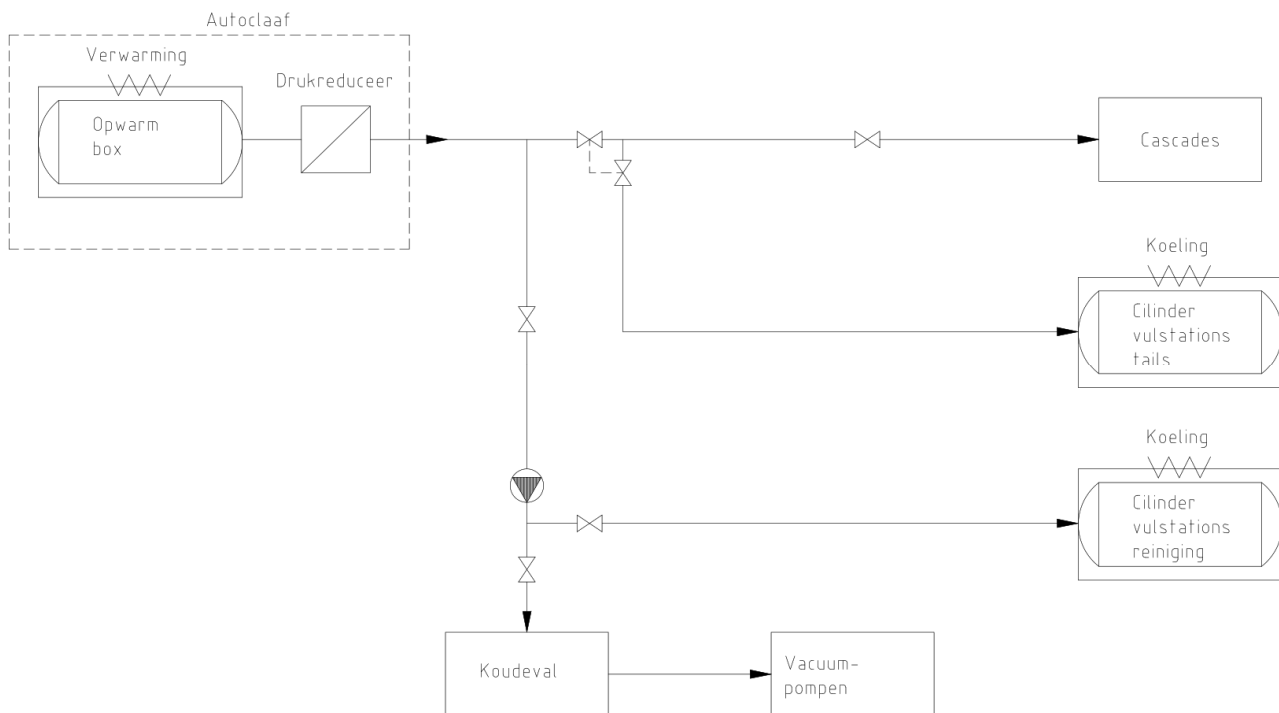 Autoclaaf
Verwarming
Drukreduceer
Opwarm
box
Cascades
Koeling
Cilinder
vulstations
tails
Koeling
Cilinder
vulstations
reiniging
Koudeval
Vacuum-
pompen